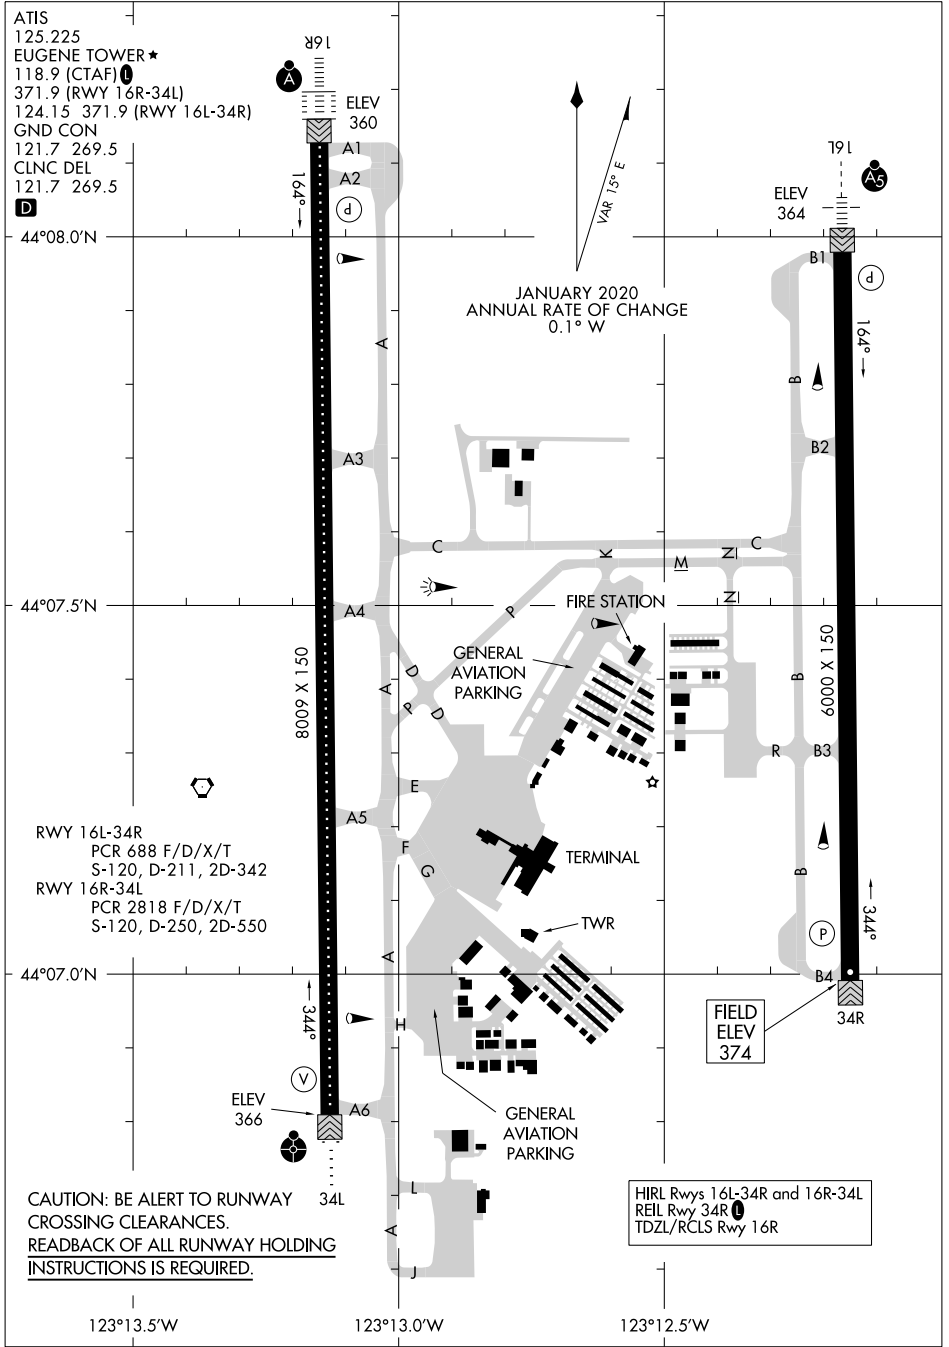 ATIS
125.225
EUGENE TOWER★
118.9 (CTAF) L
371.9 (RWY 16R-34L)
124.15 371.9 (RWY 16L-34R)
GND CON
121.7 269.5
CLNC DEL
121.7 269.5
D
16R
A
ELEV
360
A1
A2
164°
P
VAR 15° E
JANUARY 2020
ANNUAL RATE OF CHANGE
0.1° W
16L
A5
ELEV
364
B1
P
164°
44°08.0'N
A
B
A3
B2
C
C
K
M
N
N
P
44°07.5'N
A4
FIRE STATION
GENERAL
AVIATION
PARKING
D
A
P
D
8009 X 150
6000 X 150
B
R
B3
E
A5
F
G
TERMINAL
RWY 16L-34R
PCR 688 F/D/X/T
S-120, D-211, 2D-342
RWY 16R-34L
PCR 2818 F/D/X/T
S-120, D-250, 2D-550
B
TWR
P
344°
A
44°07.0'N
B4
344°
H
FIELD
ELEV
374
34R
V
ELEV
366
A6
GENERAL
AVIATION
PARKING
34L
L
A
J
CAUTION: BE ALERT TO RUNWAY
CROSSING CLEARANCES.
READBACK OF ALL RUNWAY HOLDING
INSTRUCTIONS IS REQUIRED.
HIRL Rwys 16L-34R and 16R-34L
REIL Rwy 34R L
TDZL/RCLS Rwy 16R
123°13.5'W
123°13.0'W
123°12.5'W